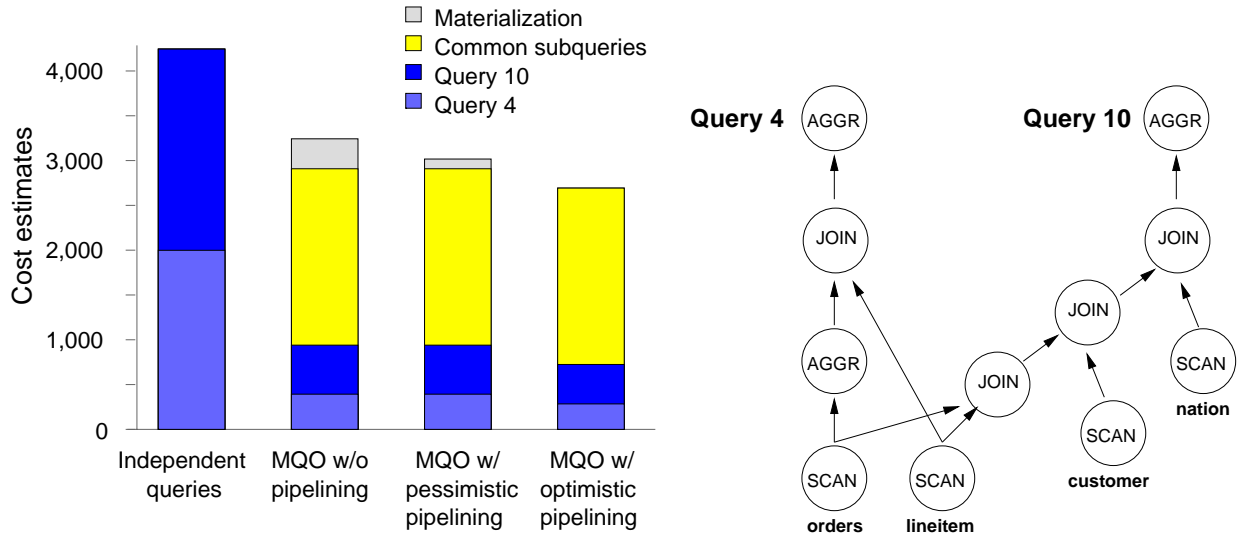 Materialization
Common subqueries
Query 10
Query 4
Cost estimates
4,000
3,000
2,000
1,000
0
Independent queries
MQO w/o pipelining
MQO w/ pessimistic pipelining
MQO w/ optimistic pipelining
Query 4
AGGR
Query 10
AGGR
JOIN
JOIN
JOIN
AGGR
JOIN
SCAN
nation
SCAN
customer
SCAN
orders
SCAN
lineitem